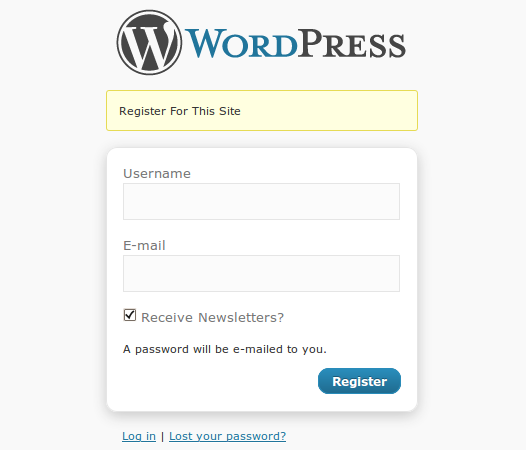 WORDPRESS
Register For This Site
Username
E-mail
Receive Newsletters?
A password will be e-mailed to you.
Register
Log in | Lost your password?